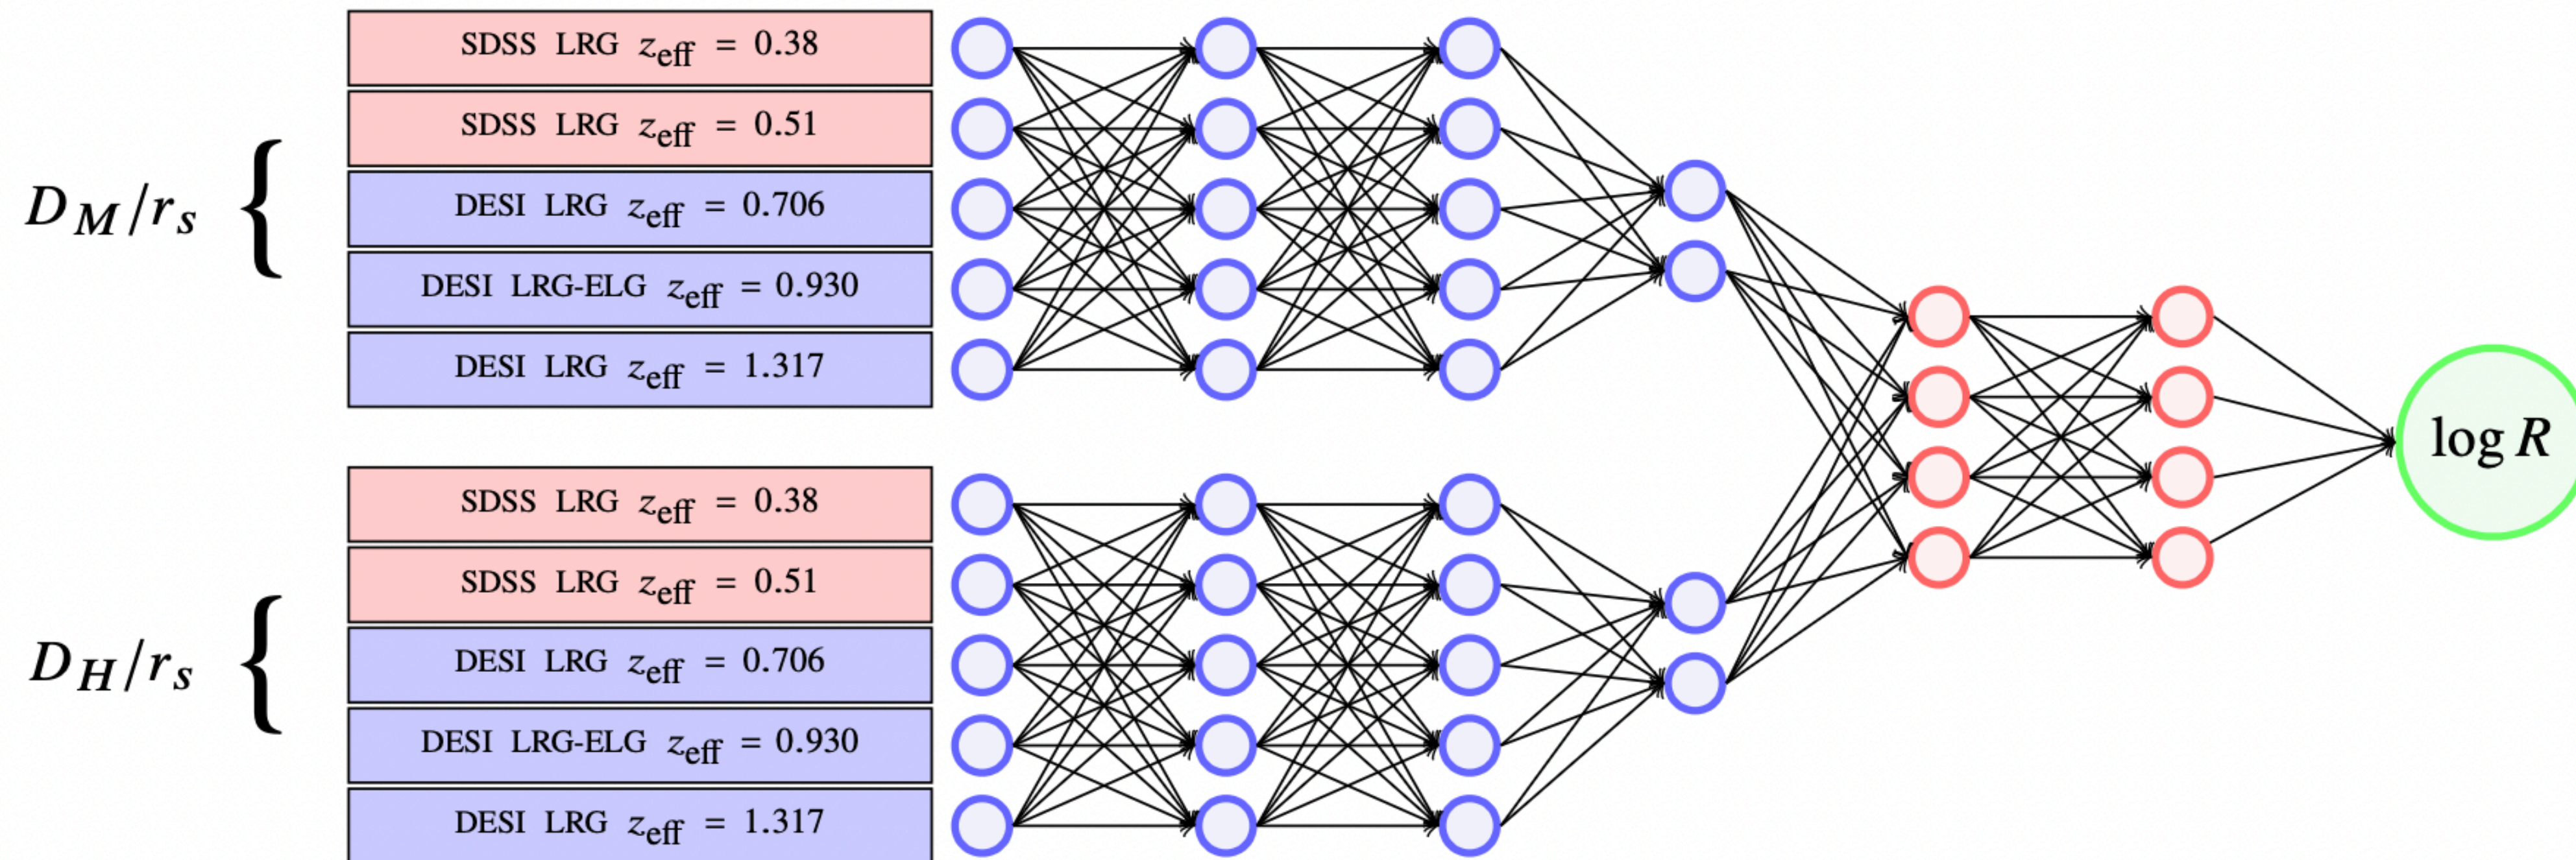 SDSS LRG z_eff = 0.38
SDSS LRG z_eff = 0.51
D_M/r_s {
DESI LRG z_eff = 0.706
DESI LRG-ELG z_eff = 0.930
DESI LRG z_eff = 1.317
SDSS LRG z_eff = 0.38
SDSS LRG z_eff = 0.51
D_H/r_s {
DESI LRG z_eff = 0.706
DESI LRG-ELG z_eff = 0.930
DESI LRG z_eff = 1.317
log R